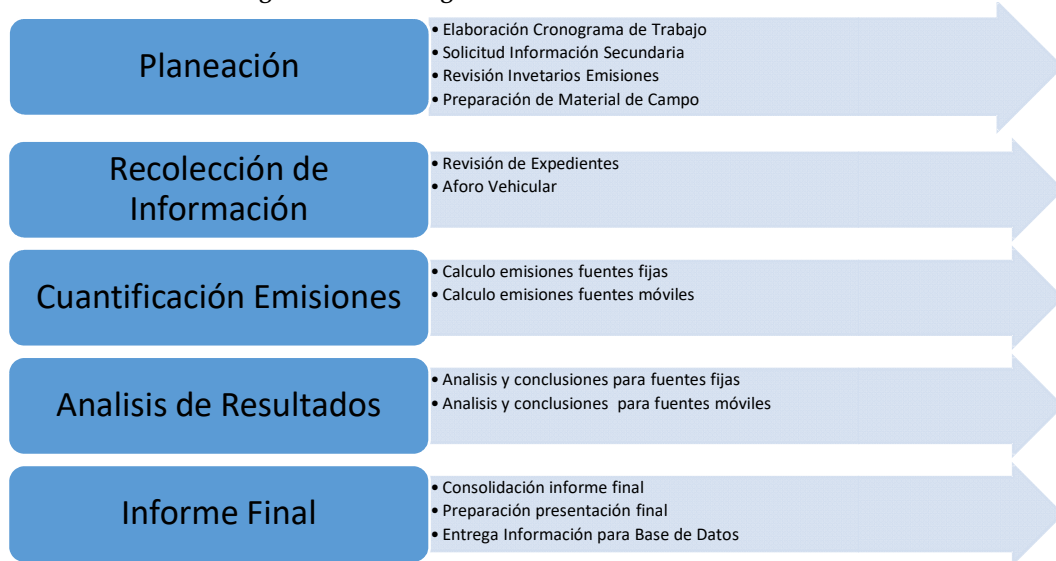 Planeación
• Elaboración Cronograma de Trabajo
• Solicitud Información Secundaria
• Revisión Invetarios Emisiones
• Preparación de Material de Campo
Recolección de
Información
• Revisión de Expedientes
• Aforo Vehicular
Cuantificación Emisiones
• Calculo emisiones fuentes fijas
• Calculo emisiones fuentes móviles
Analisis de Resultados
• Analisis y conclusiones para fuentes fijas
• Analisis y conclusiones para fuentes móviles
Informe Final
• Consolidación informe final
• Preparación presentación final
• Entrega Información para Base de Datos